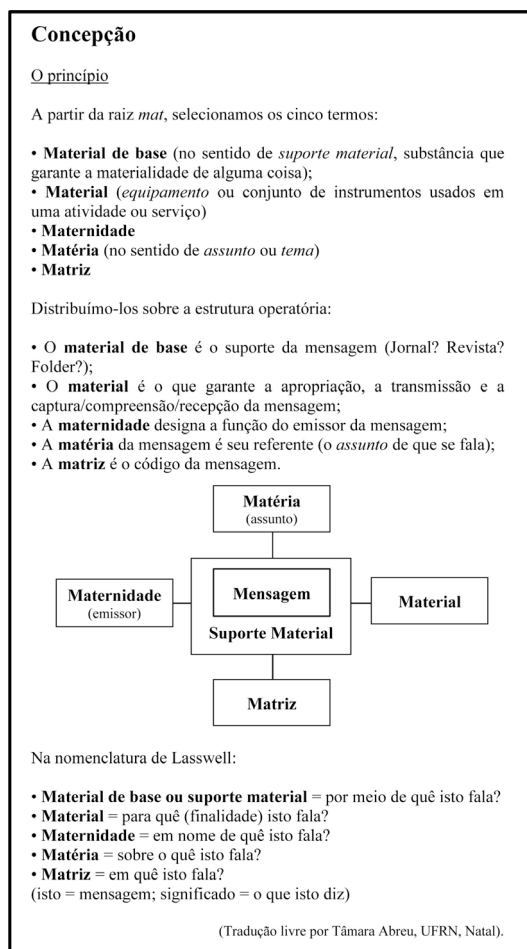 Concepção
O princípio
A partir da raiz mat, selecionamos os cinco termos:
• Material de base (no sentido de suporte material, substância que
garante a materialidade de alguma coisa);
• Material (equipamento ou conjunto de instrumentos usados em
uma atividade ou serviço)
• Maternidade
• Matéria (no sentido de assunto ou tema)
• Matriz
Distribuímo-los sobre a estrutura operatória:
• O material de base é o suporte da mensagem (Jornal? Revista?
Folder?);
• O material é o que garante a apropriação, a transmissão e a
captura/compreensão/recepção da mensagem;
• A maternidade designa a função do emissor da mensagem;
• A matéria da mensagem é seu referente (o assunto de que se fala);
• A matriz é o código da mensagem.
Matéria
(assunto)
Maternidade
(emissor)
Mensagem
Suporte Material
Material
Matriz
Na nomenclatura de Lasswell:
• Material de base ou suporte material = por meio de quê isto fala?
• Material = para quê (finalidade) isto fala?
• Maternidade = em nome de quê isto fala?
• Matéria = sobre o quê isto fala?
• Matriz = em quê isto fala?
(isto = mensagem; significado = o que isto diz)
(Tradução livre por Tâmara Abreu, UFRN, Natal).